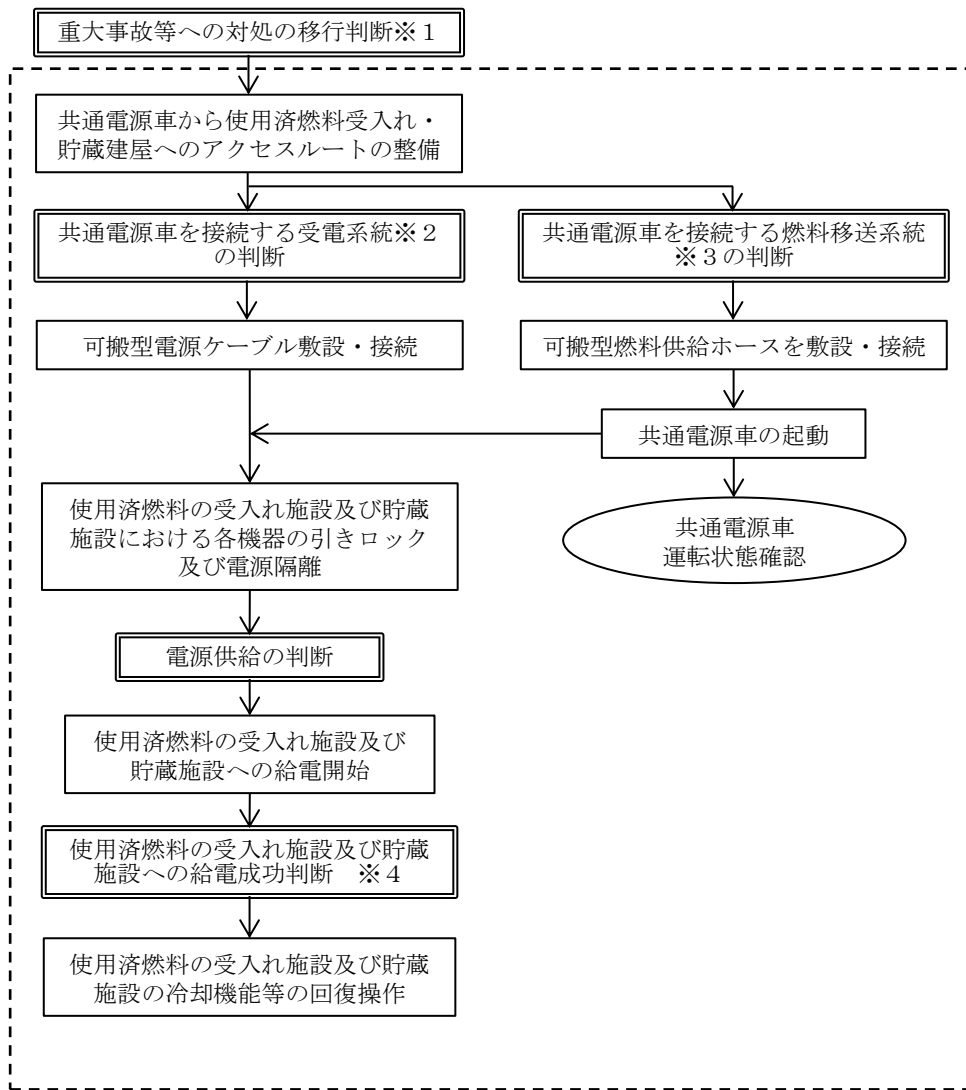 重大事故等への対処の移行判断※１
共通電源車から使用済燃料受入れ・
貯蔵建屋へのアクセスルートの整備
共通電源車を接続する受電系統※２
の判断
共通電源車を接続する燃料移送系統
※３の判断
可搬型電源ケーブル敷設・接続
可搬型燃料供給ホースを敷設・接続
共通電源車の起動
使用済燃料の受入れ施設及び貯蔵
施設における各機器の引きロック
及び電源隔離
共通電源車
運転状態確認
電源供給の判断
使用済燃料の受入れ施設及び
貯蔵施設への給電開始
使用済燃料の受入れ施設及び貯蔵
施設への給電成功判断　※４
使用済燃料の受入れ施設及び貯蔵
施設の冷却機能等の回復操作